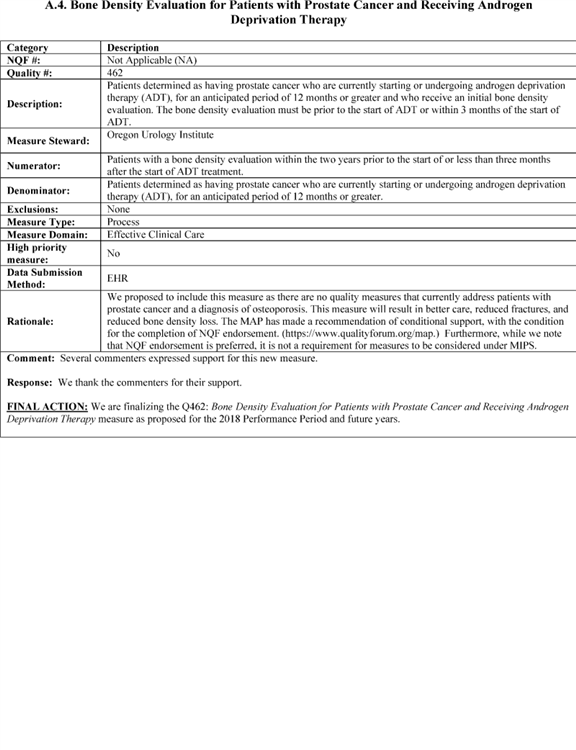 A.4. Bone Density Evaluation for Patients with Prostate Cancer and Receiving Androgen
Deprivation Therapy
Category Description
NQF #: Not Applicable (NA)
Quality #: 462
Description: Patients determined as having prostate cancer who are currently starting or undergoing androgen deprivation
therapy (ADT), for an anticipated period of 12 months or greater and who receive an initial bone density
evaluation. The bone density evaluation must be prior to the start of ADT or within 3 months of the start of
ADT.
Measure Steward: Oregon Urology Institute
Numerator: Patients with a bone density evaluation within the two years prior to the start of or less than three months
after the start of ADT treatment.
Denominator: Patients determined as having prostate cancer who are currently starting or undergoing androgen deprivation
therapy (ADT), for an anticipated period of 12 months or greater.
Exclusions: None
Measure Type: Process
Measure Domain: Effective Clinical Care
High priority
measure: No
Data Submission
Method: EHR
Rationale: We proposed to include this measure as there are no quality measures that currently address patients with
prostate cancer and a diagnosis of osteoporosis. This measure will result in better care, reduced fractures, and
reduced bone density loss. The MAP has made a recommendation of conditional support, with the condition
for the completion of NQF endorsement. (https://www.qualityforum.org/map.) Furthermore, while we note
that NQF endorsement is preferred, it is not a requirement for measures to be considered under MIPS.
Comment: Several commenters expressed support for this new measure.
Response: We thank the commenters for their support.
FINAL ACTION: We are finalizing the Q462: Bone Density Evaluation for Patients with Prostate Cancer and Receiving Androgen
Deprivation Therapy measure as proposed for the 2018 Performance Period and future years.